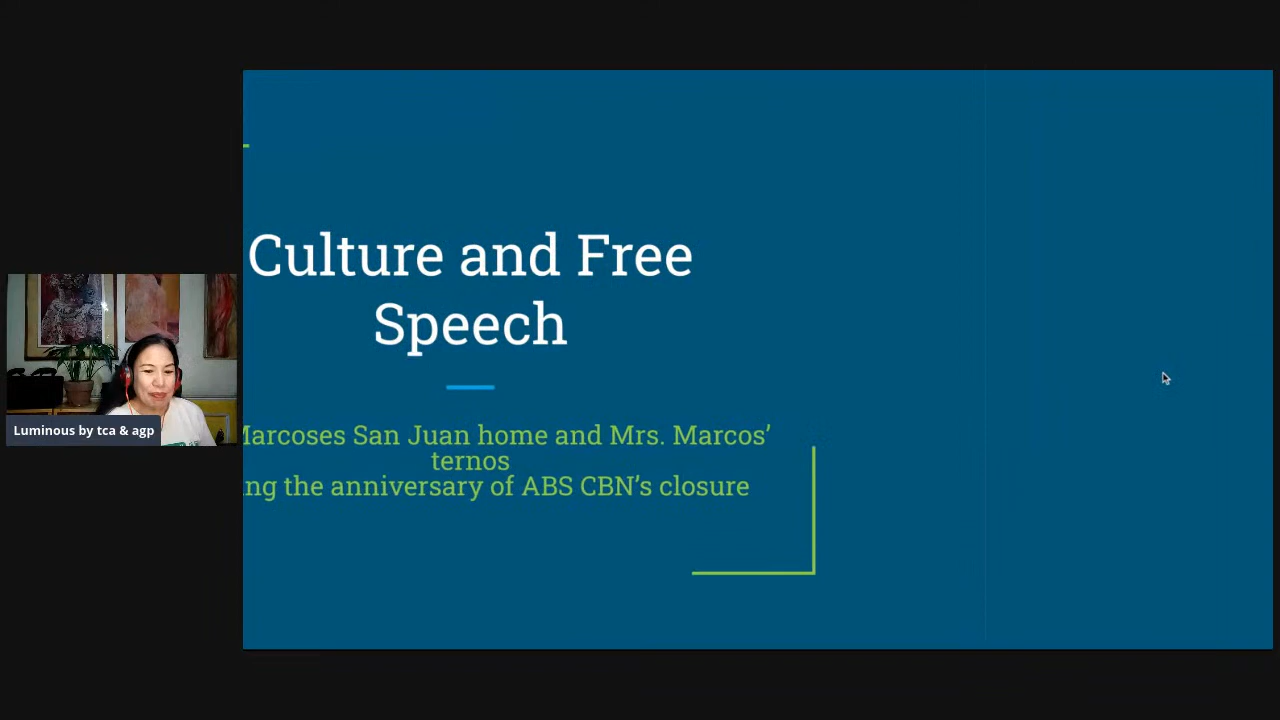 Culture and Free
Speech
Marcoses San Juan home and Mrs. Marcos’
ternos
ng the anniversary of ABS CBN’s closure
Luminous by tca & agp